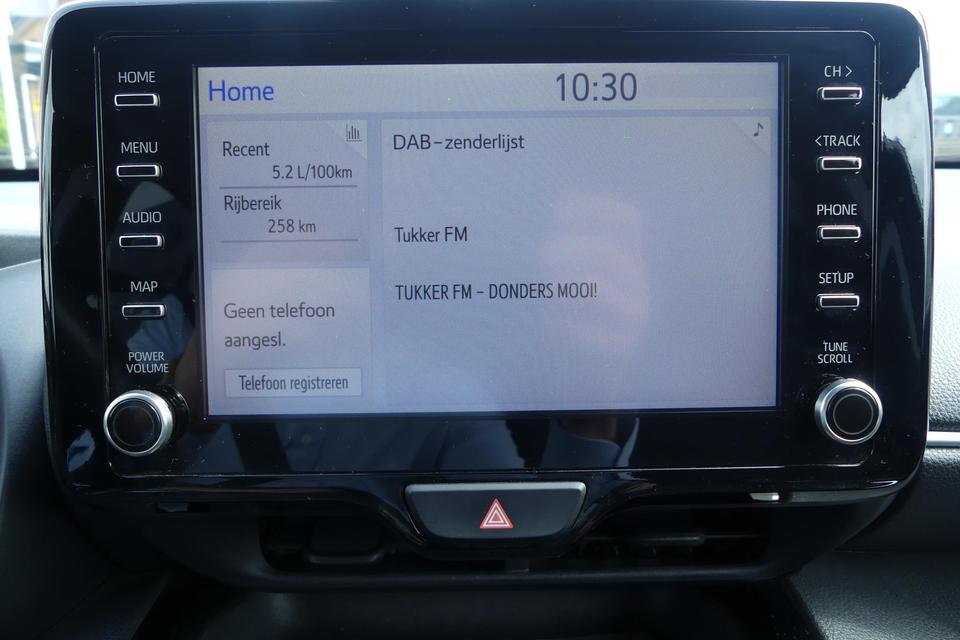 HOME
MENU
AUDIO
MAP
POWER
VOLUME
Home
10:30
Recent
5.2 L/100km
Rijbereik
258 km
Geen telefoon
aangesl.
Telefoon registreren
DAB-zenderlijst
Tukker FM
TUKKER FM - DONDERS MOOI!
CH >
<TRACK
PHONE
SETUP
TUNE
SCROLL